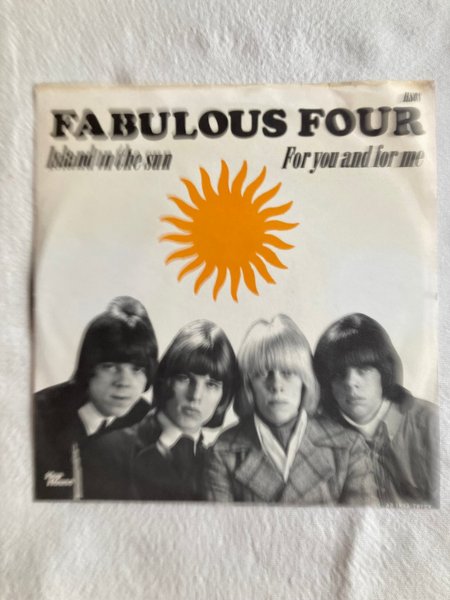 FABULOUS FOUR
Island in the sun
For you and for me